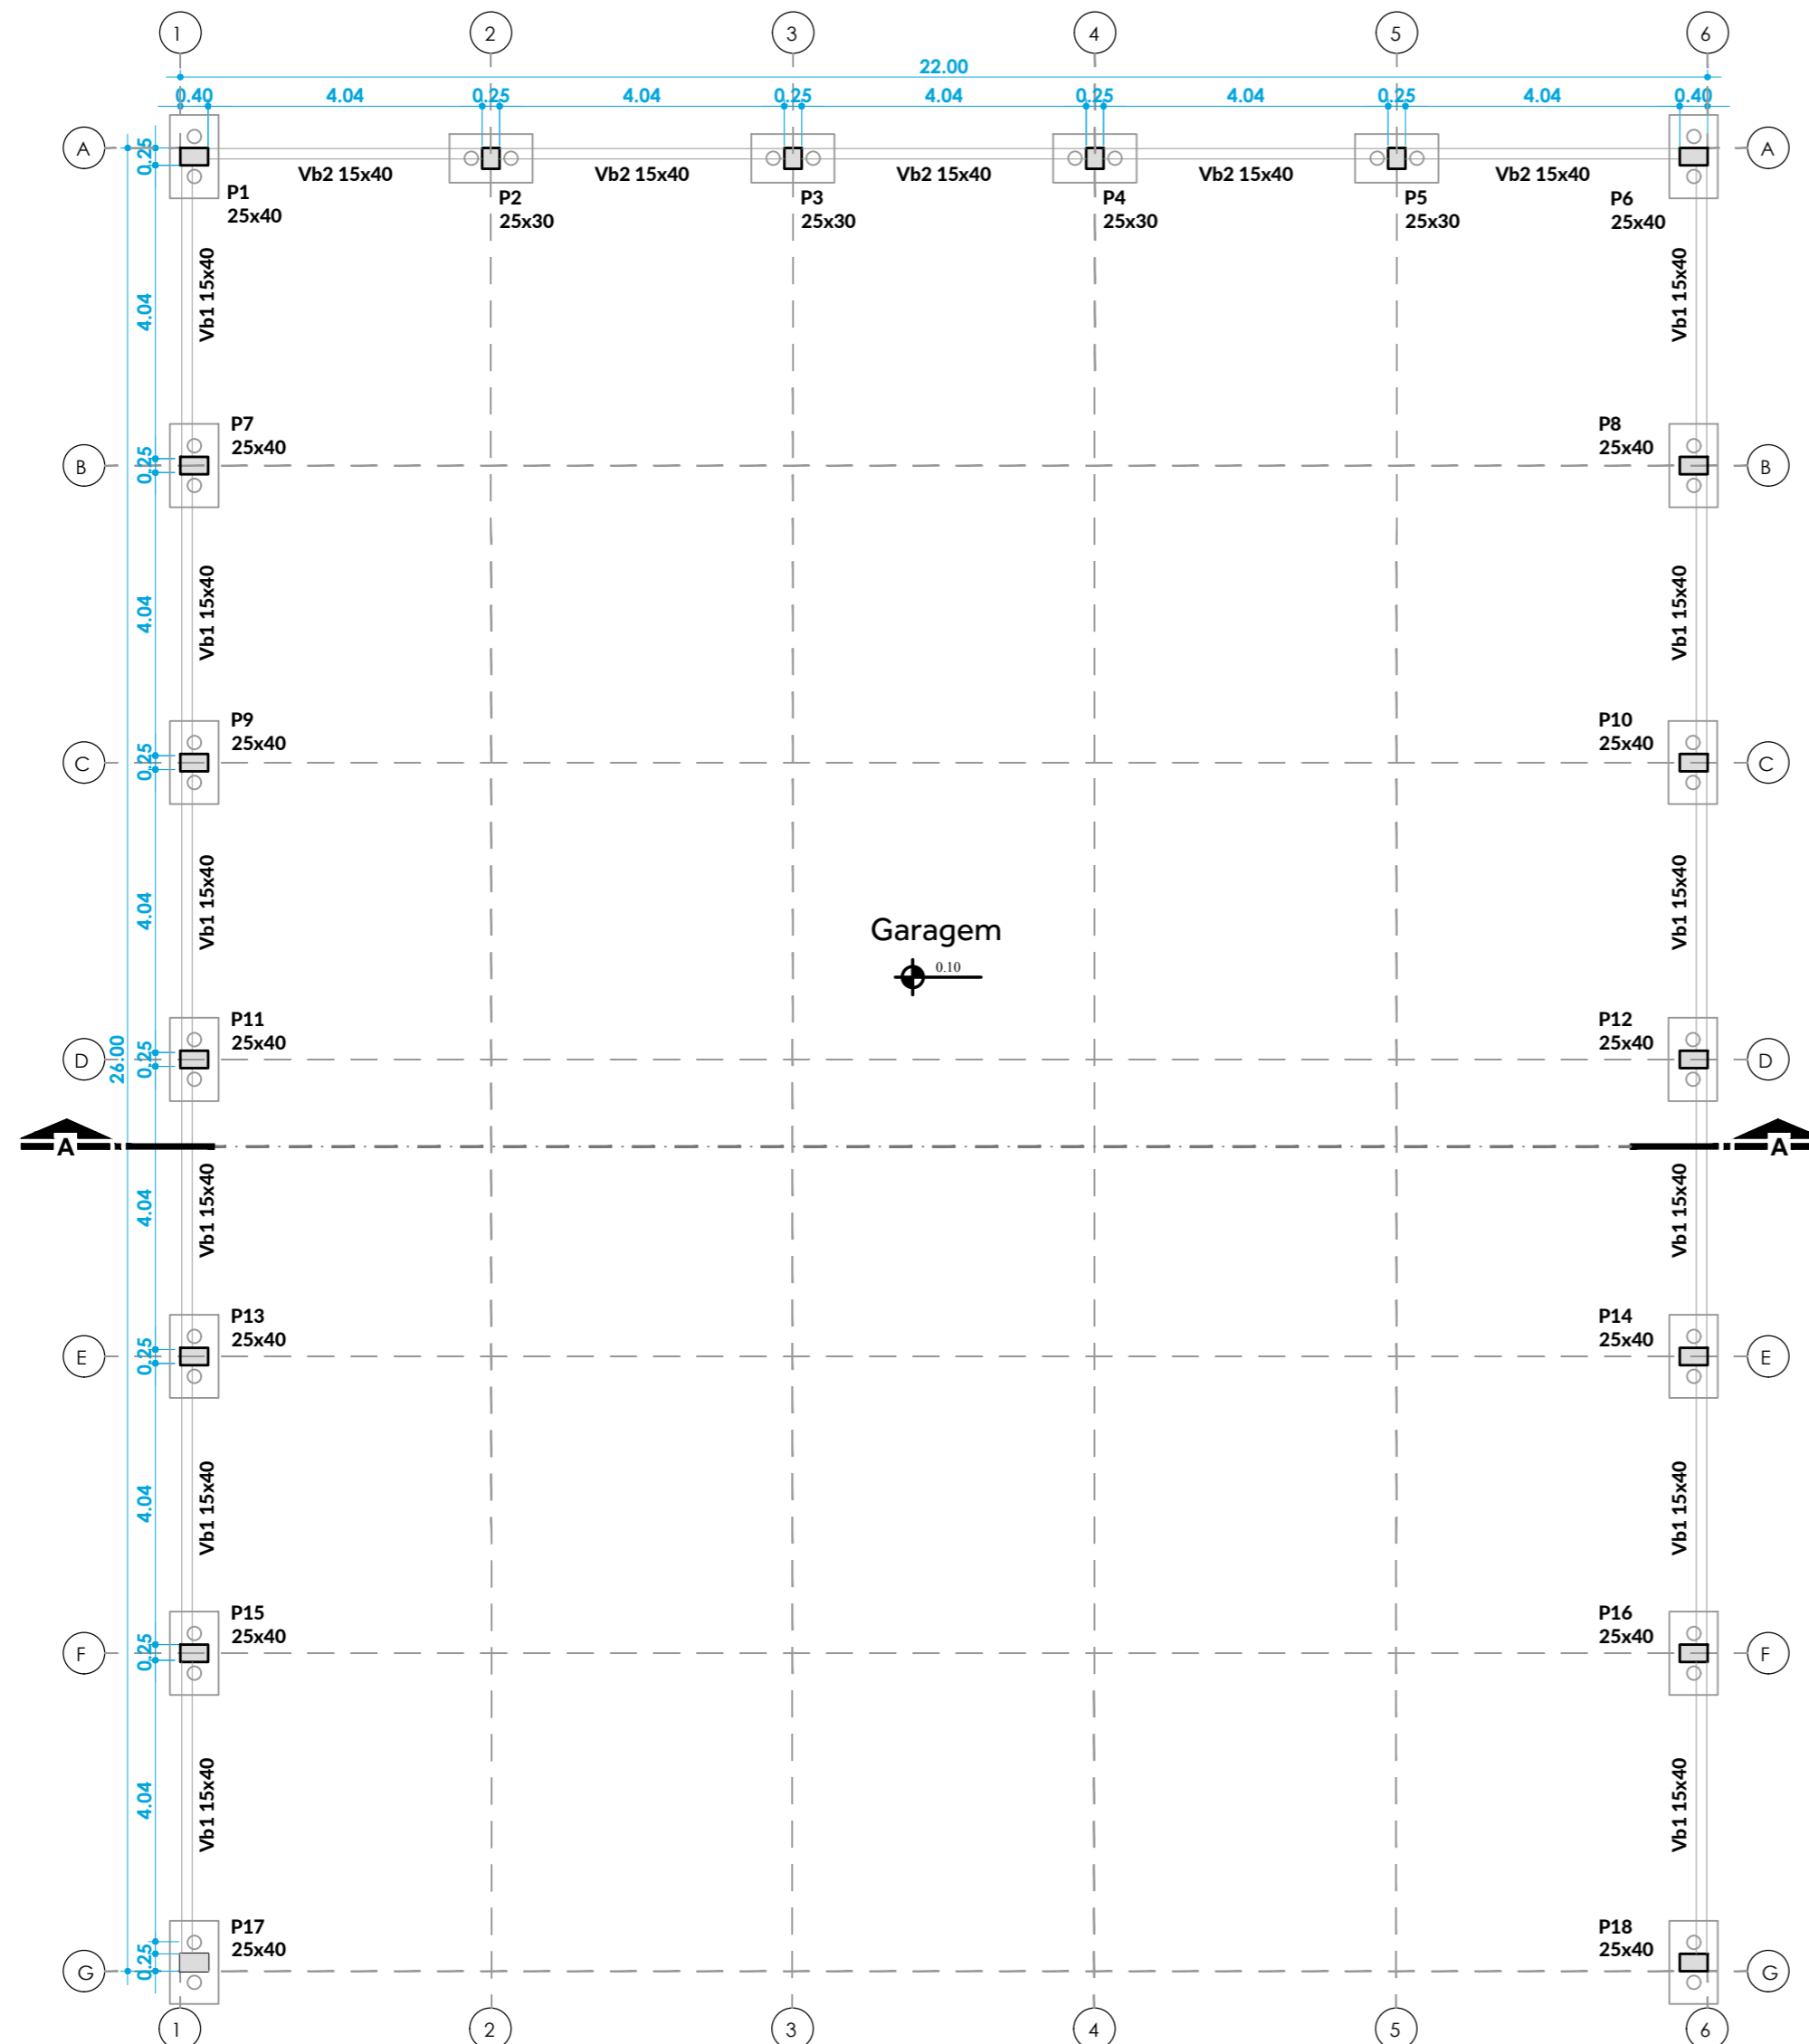 1 2 3 4 5 6
22.00
0.40 4.04 0.25 4.04 0.25 4.04 0.25 4.04 0.25 4.04 0.40
A 0.25 A
Vb2 15x40 Vb2 15x40 Vb2 15x40 Vb2 15x40 Vb2 15x40
P1 P2 P3 P4 P5 P6
25x40 25x30 25x30 25x30 25x30 25x40
4.04 Vb1 15x40 Vb1 15x40
P7 P8
25x40 25x40
B 0.25 B
4.04 Vb1 15x40 Vb1 15x40
P9 P10
25x40 25x40
C 0.25 C
4.04 Vb1 15x40 Vb1 15x40
Garagem
0.10
P11 P12
25x40 25x40
D 26.00 0.25 D
A A
4.04 Vb1 15x40 Vb1 15x40
P13 P14
25x40 25x40
E 0.25 E
4.04 Vb1 15x40 Vb1 15x40
P15 P16
25x40 25x40
F 0.25 F
4.04 Vb1 15x40 Vb1 15x40
P17 P18
25x40 25x40
G 0.25 G
1 2 3 4 5 6